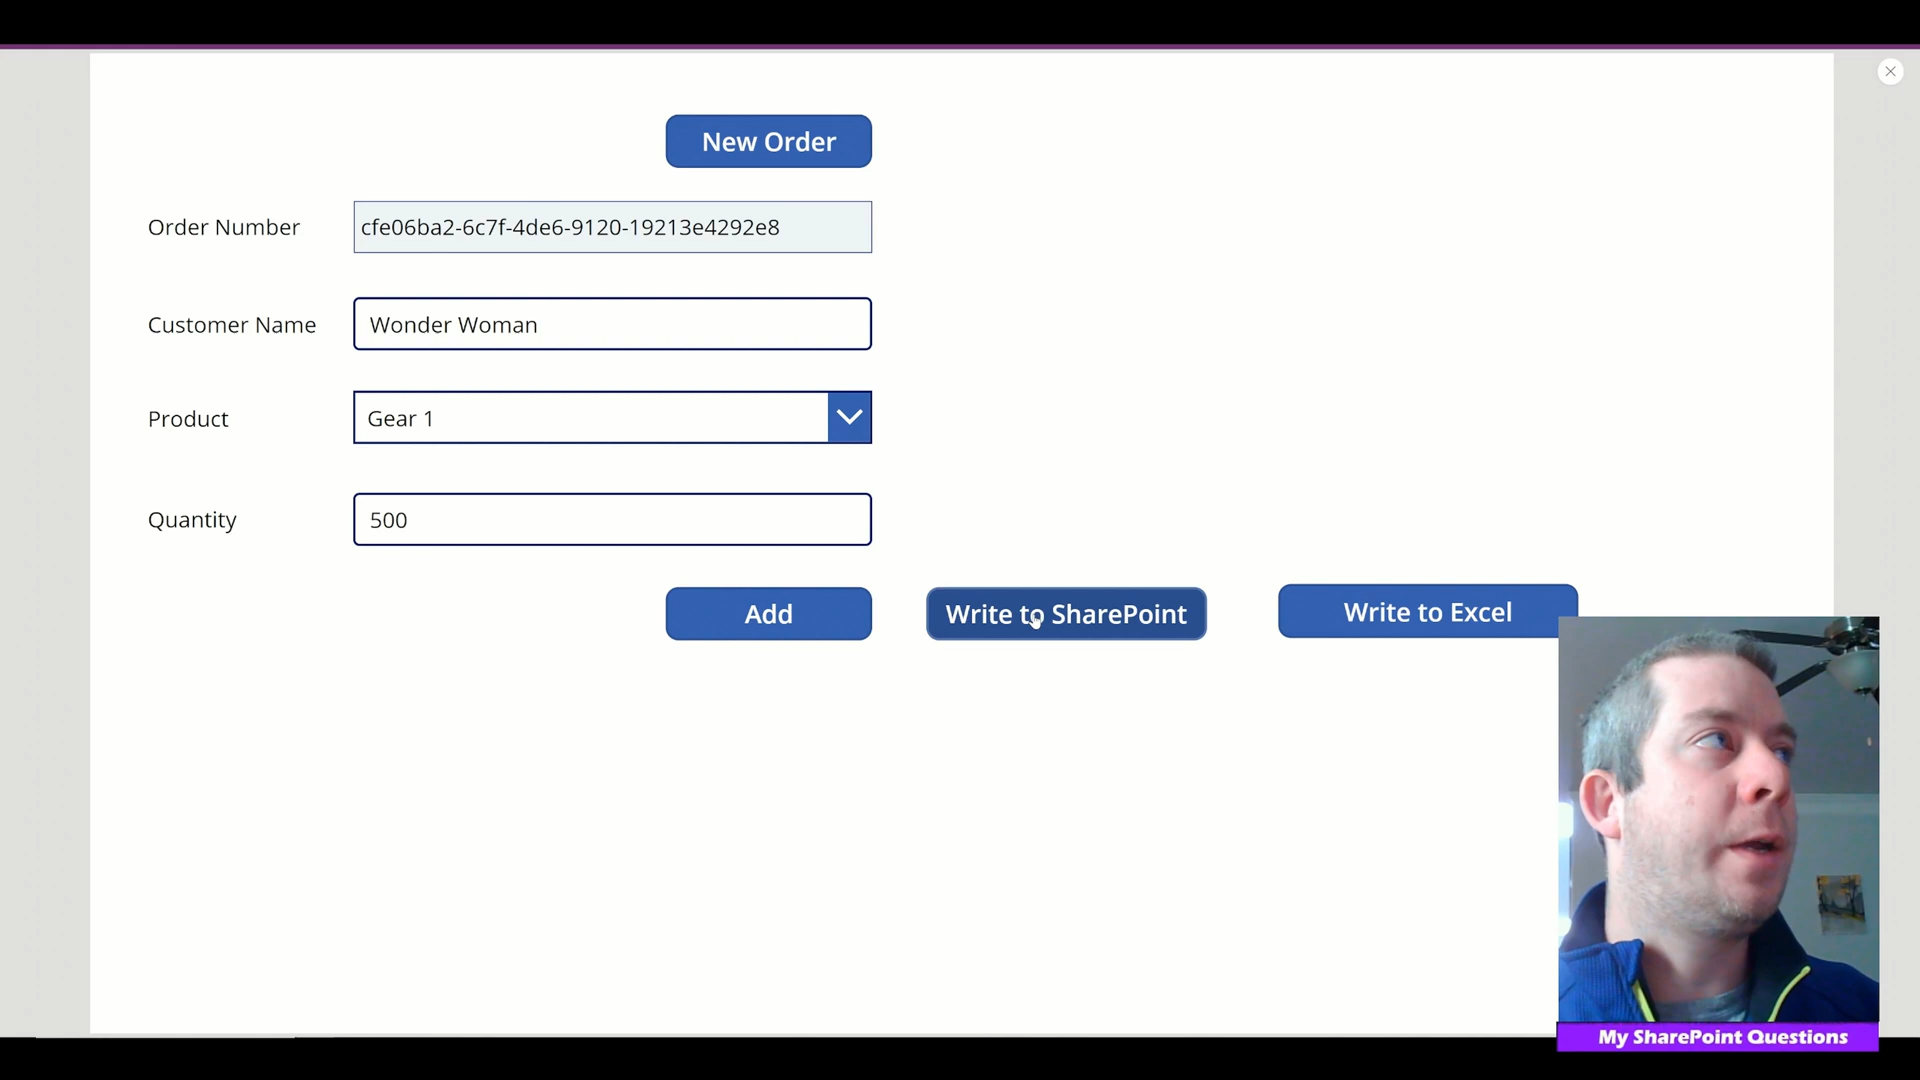 New Order
Order Number cfe06ba2-6c7f-4de6-9120-19213e4292e8
Customer Name Wonder Woman
Product Gear 1
Quantity 500
Add Write to SharePoint Write to Excel
My SharePoint Questions